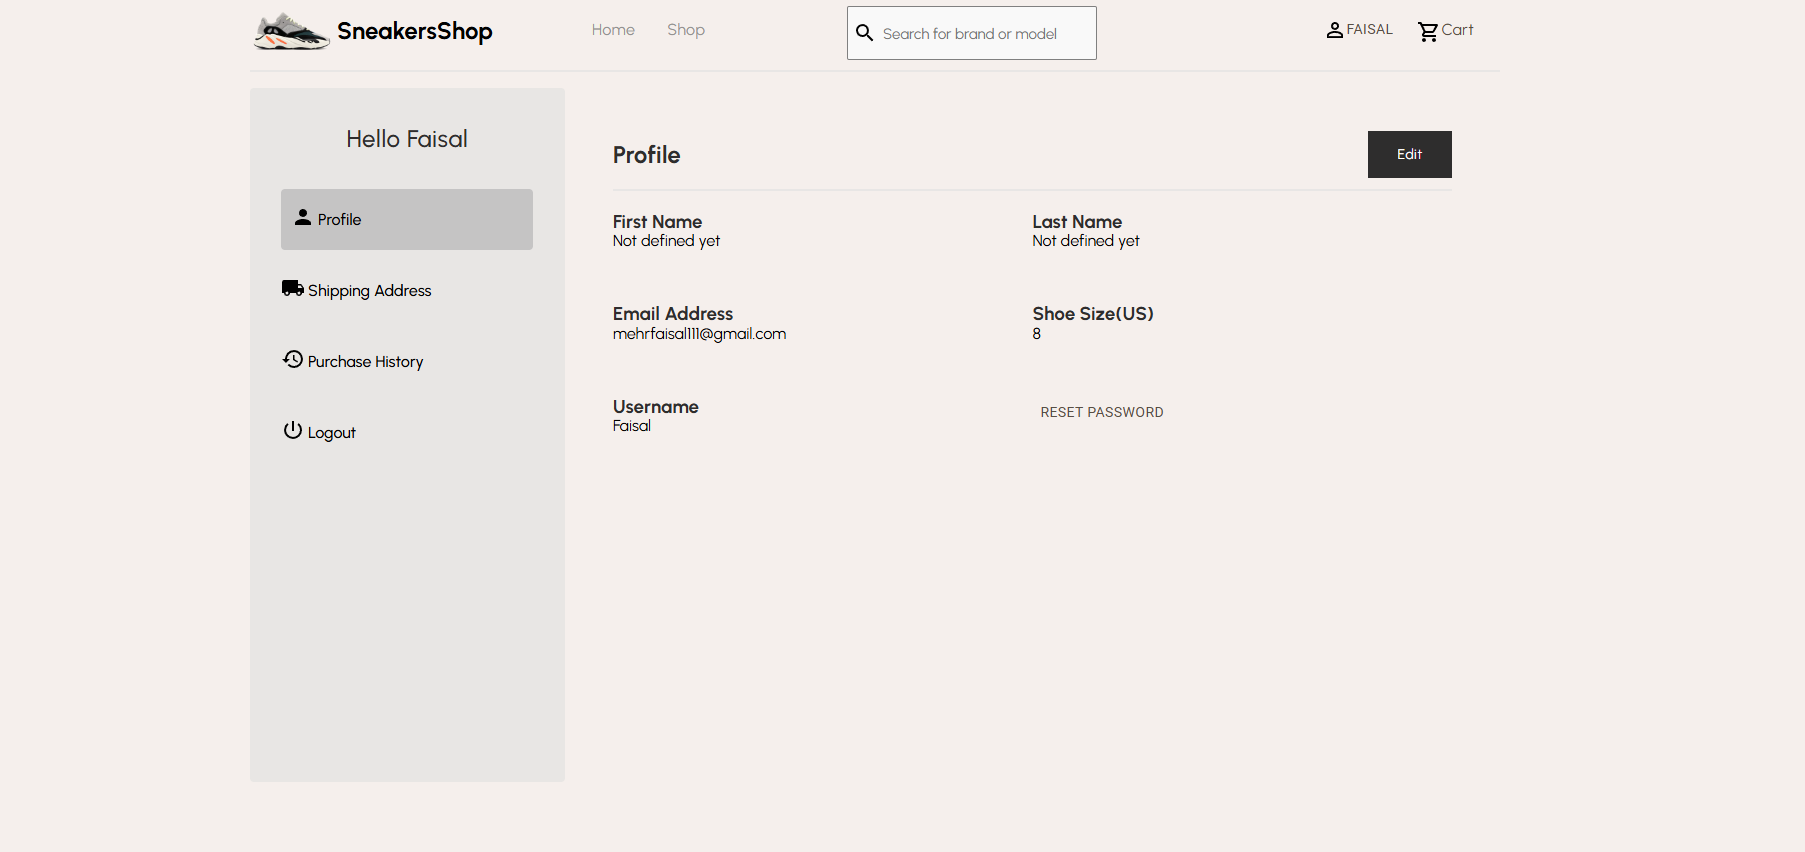 SneakersShop
Home
Shop
Search for brand or model
FAISAL
Cart
Hello Faisal
Profile
Shipping Address
Purchase History
Logout
Profile
Edit
First Name
Not defined yet
Last Name
Not defined yet
Email Address
mehrfaisal111@gmail.com
Shoe Size(US)
8
Username
Faisal
RESET PASSWORD